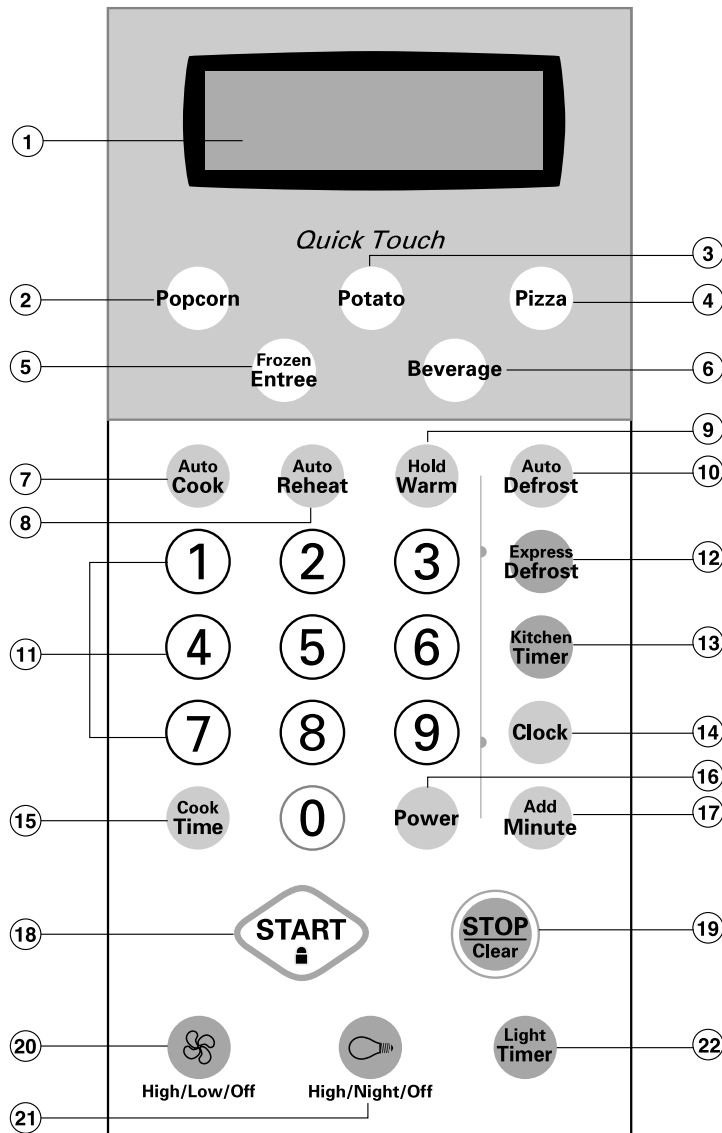 1
Quick Touch
3
2
Popcorn
Potato
Pizza
4
5
Frozen
Entree
Beverage
6
9
7
Auto
Cook
Auto
Reheat
Hold
Warm
Auto
Defrost
10
8
1
2
3
Express
Defrost
12
11
4
5
6
Kitchen
Timer
13
7
8
9
Clock
14
16
15
Cook
Time
0
Power
Add
Minute
17
18
START
STOP
Clear
19
20
High/Low/Off
High/Night/Off
Light
Timer
22
21